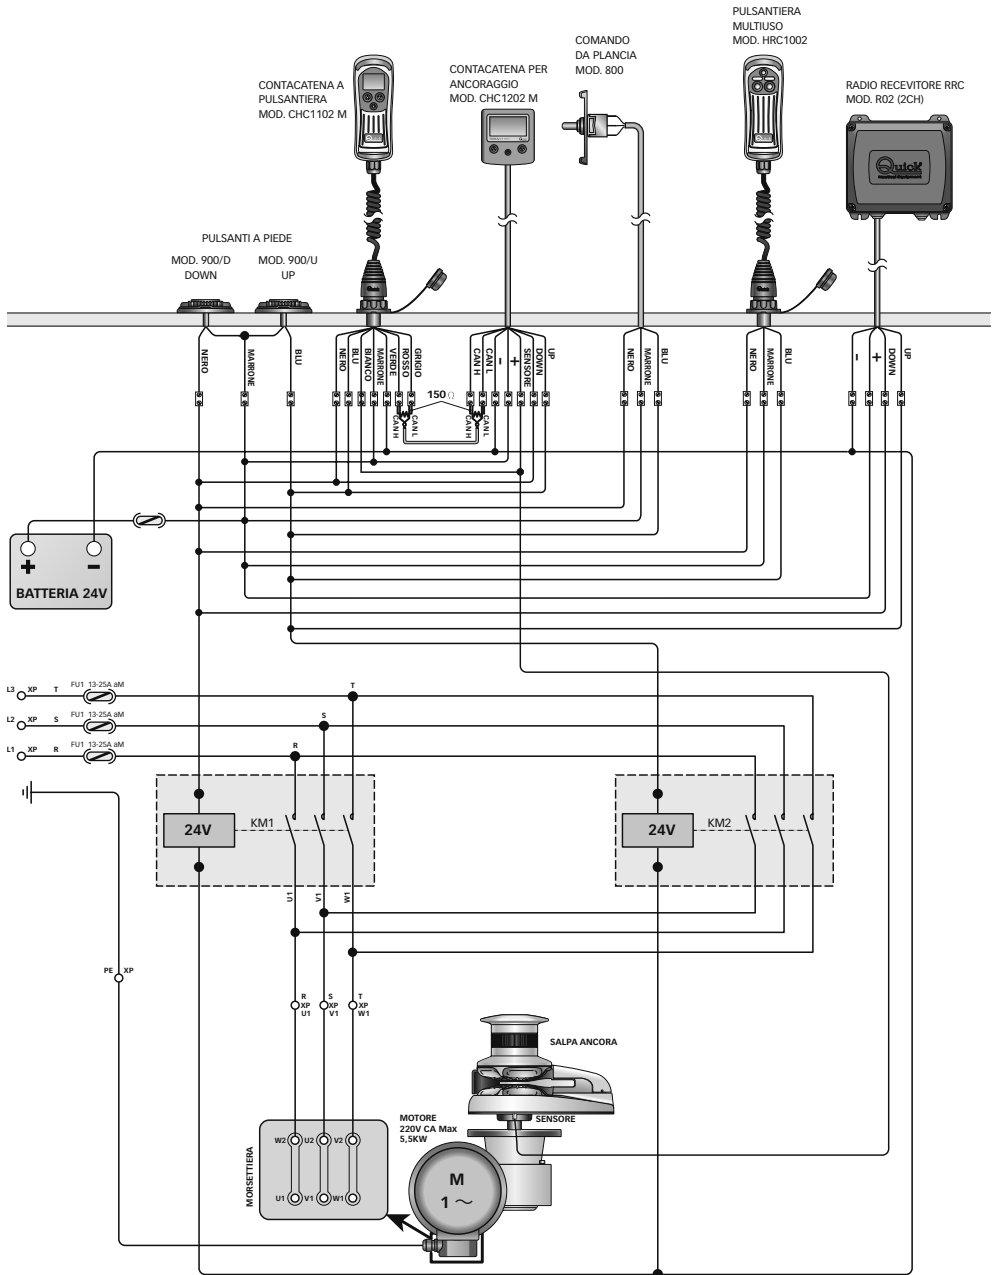 PULSANTIERA
MULTIUSO
MOD. HRC1002
COMANDO
DA PLANCIA
MOD. 800
CONTACATENA PER
ANCORAGGIO
MOD. CHC1202 M
CONTACATENA A
PULSANTIERA
MOD. CHC1102 M
RADIO RECEVITORE RRC
MOD. R02 (2CH)
Quick
Nautical Equipment
PULSANTI A PIEDE
MOD. 900/D
DOWN
MOD. 900/U
UP
Quick
Quick
NERO
MARRONE
BLU
NERO
BLU
BIANCO
MARRONE
VERDE
ROSSO
GRIGIO
CAN H
CAN L
-
+
SENSORE
DOWN
UP
NERO
MARRONE
BLU
NERO
MARRONE
BLU
-
+
DOWN
UP
150 Ω
CAN H
CAN L
CAN H
CAN L
+
-
BATTERIA 24V
L3 XP T FU1 13-25A aM T
L2 XP S FU1 13-25A aM S
L1 XP R FU1 13-25A aM R
24V
KM1
24V
KM2
U1
V1
W1
PE XP
R
XP
U1
S
XP
V1
T
XP
W1
SALPA ANCORA
SENSORE
MOTORE
220V CA Max
5,5KW
MORSETTIERA
W2 U2 V2
U1 V1 W1
M
1 ~